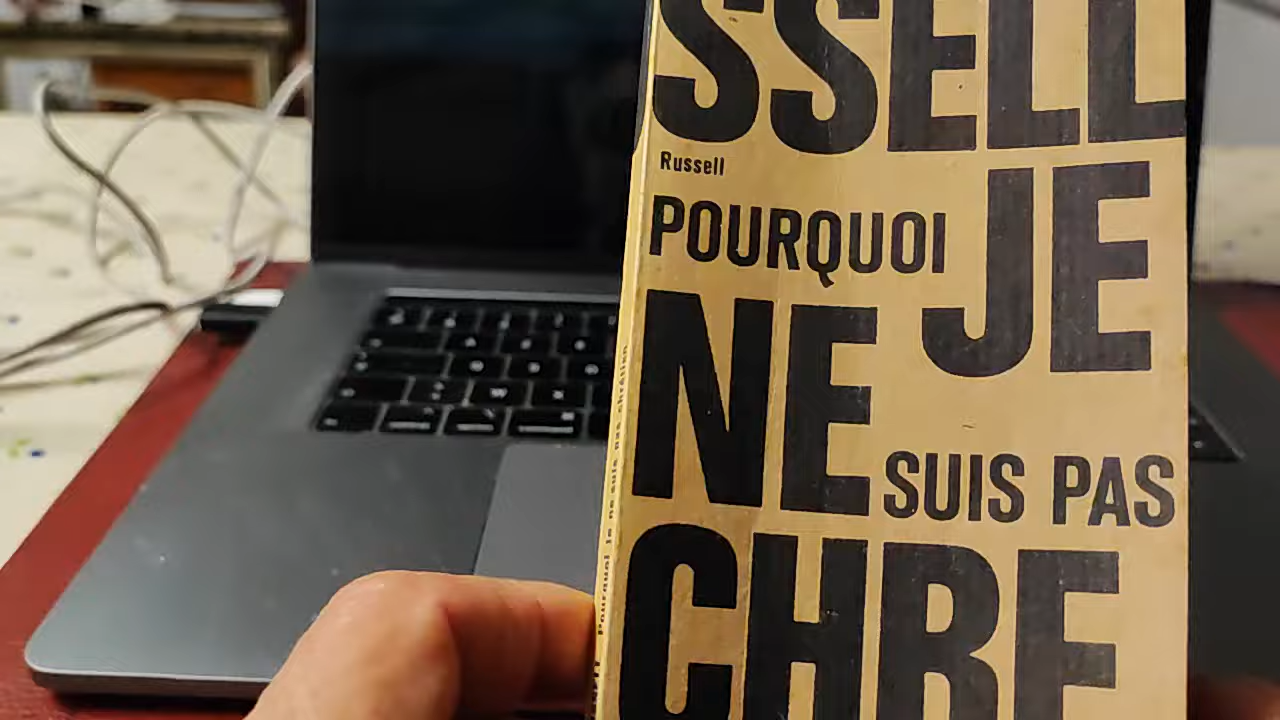 SSELL
Russell
POURQUOI JE
NE SUIS PAS
CHRE
Pourquoi je ne suis pas chrétien